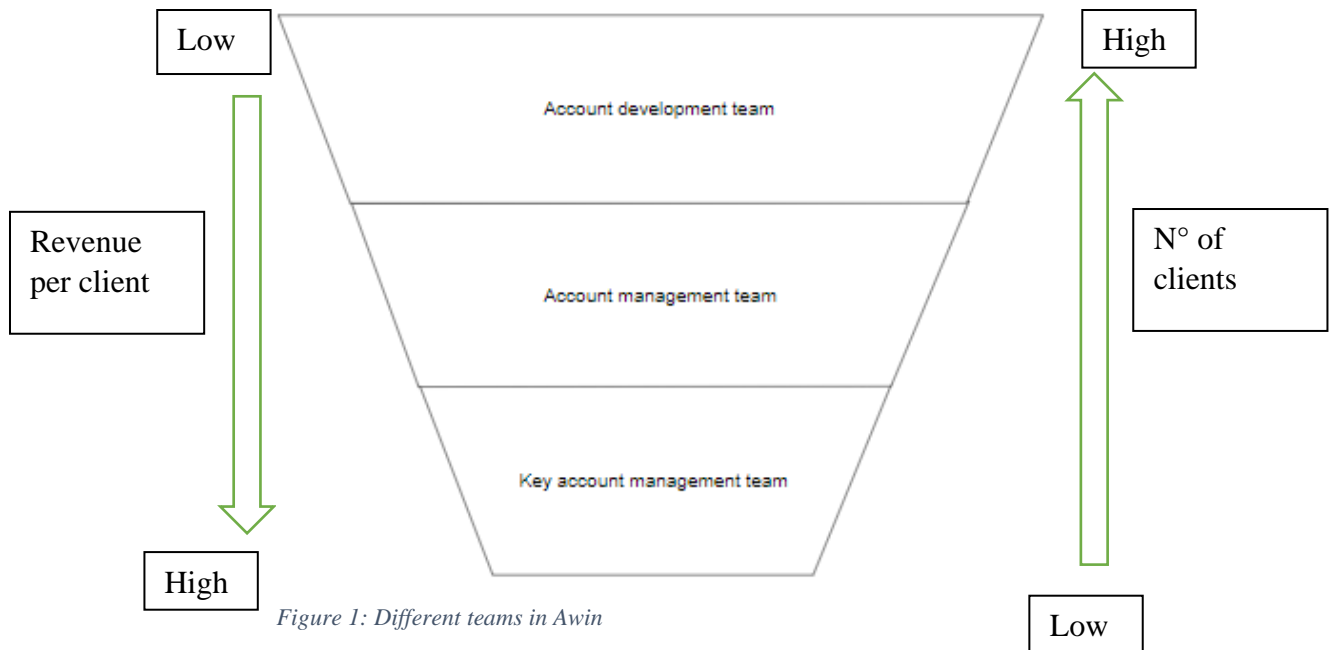 Low
High
Account development team
Revenue
per client
N° of
clients
Account management team
Key account management team
High
Figure 1: Different teams in Awin
Low